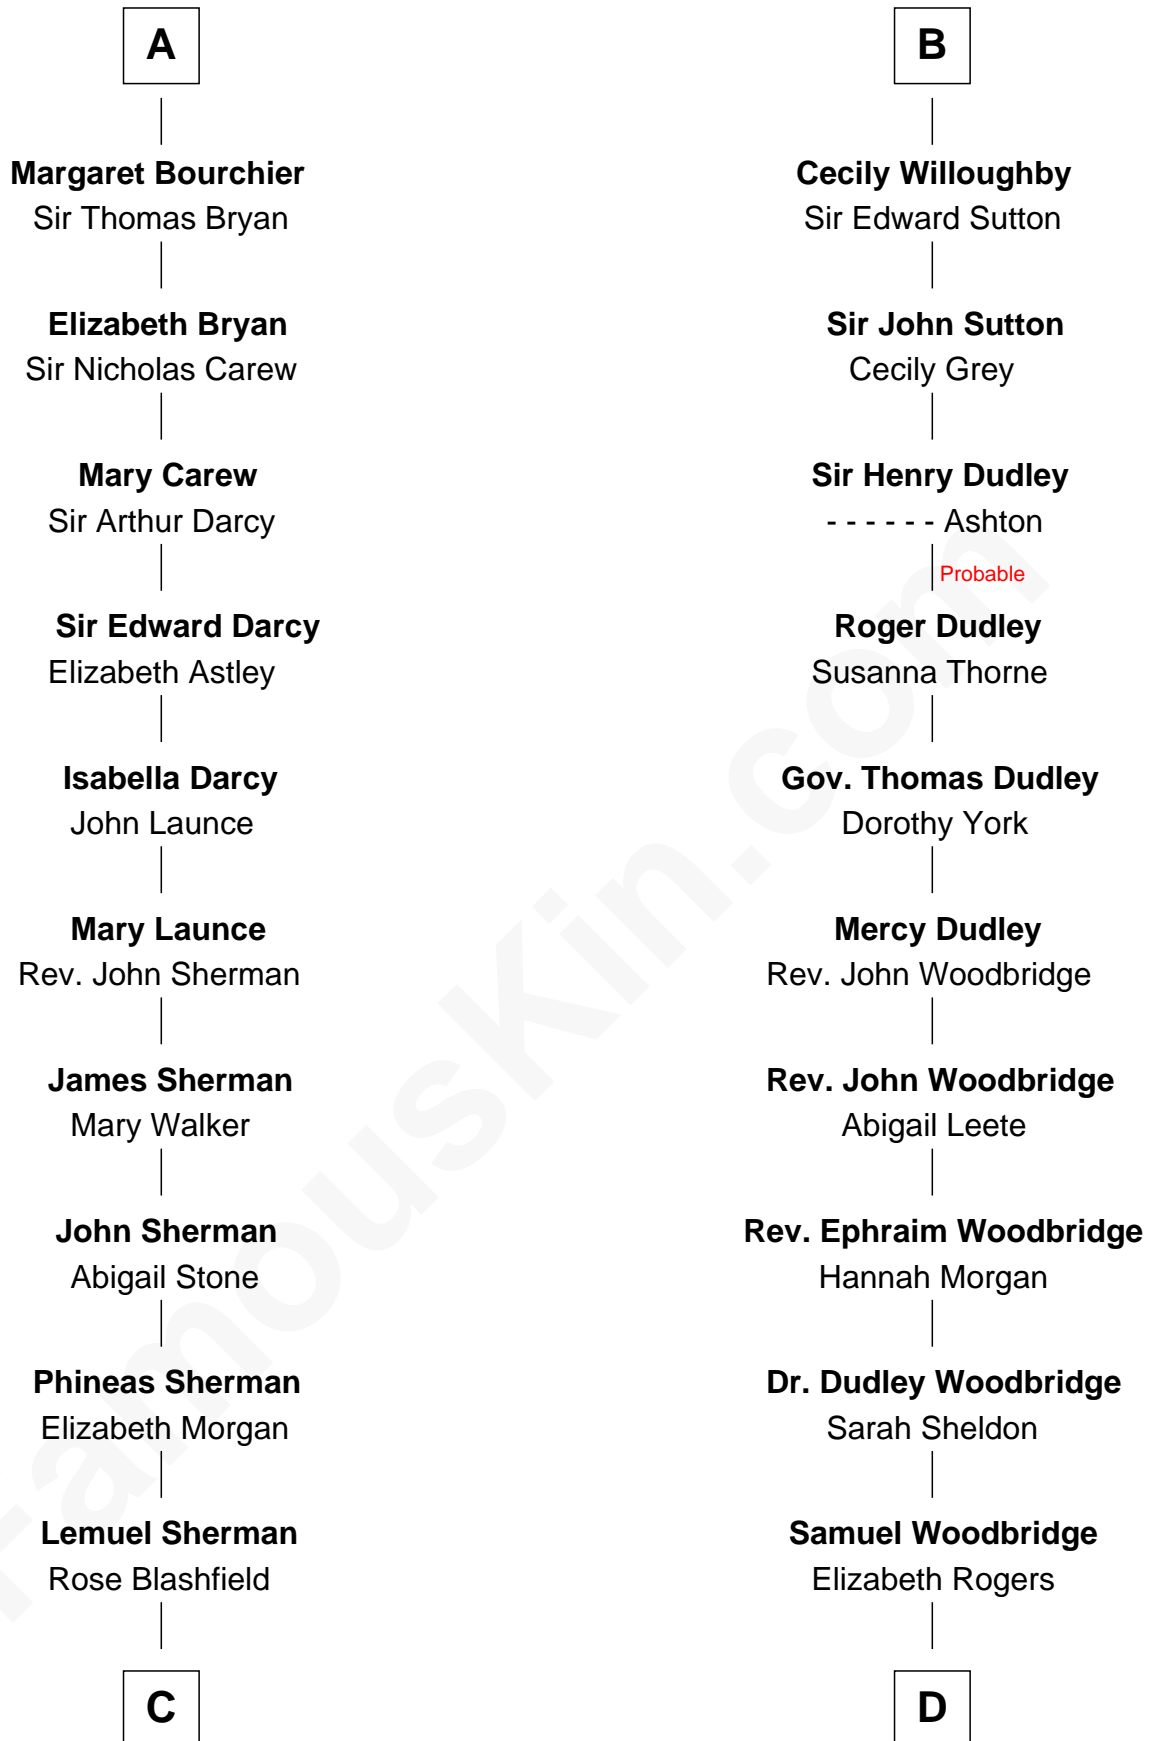 A
Margaret Bourchier
Sir Thomas Bryan
Elizabeth Bryan
Sir Nicholas Carew
Mary Carew
Sir Arthur Darcy
Sir Edward Darcy
Elizabeth Astley
Isabella Darcy
John Launce
Mary Launce
Rev. John Sherman
James Sherman
Mary Walker
John Sherman
Abigail Stone
Phineas Sherman
Elizabeth Morgan
Lemuel Sherman
Rose Blashfield
C
B
Cecily Willoughby
Sir Edward Sutton
Sir John Sutton
Cecily Grey
Sir Henry Dudley
- - - - - - Ashton
Probable
Roger Dudley
Susanna Thorne
Gov. Thomas Dudley
Dorothy York
Mercy Dudley
Rev. John Woodbridge
Rev. John Woodbridge
Abigail Leete
Rev. Ephraim Woodbridge
Hannah Morgan
Dr. Dudley Woodbridge
Sarah Sheldon
Samuel Woodbridge
Elizabeth Rogers
D
FamousKin.com